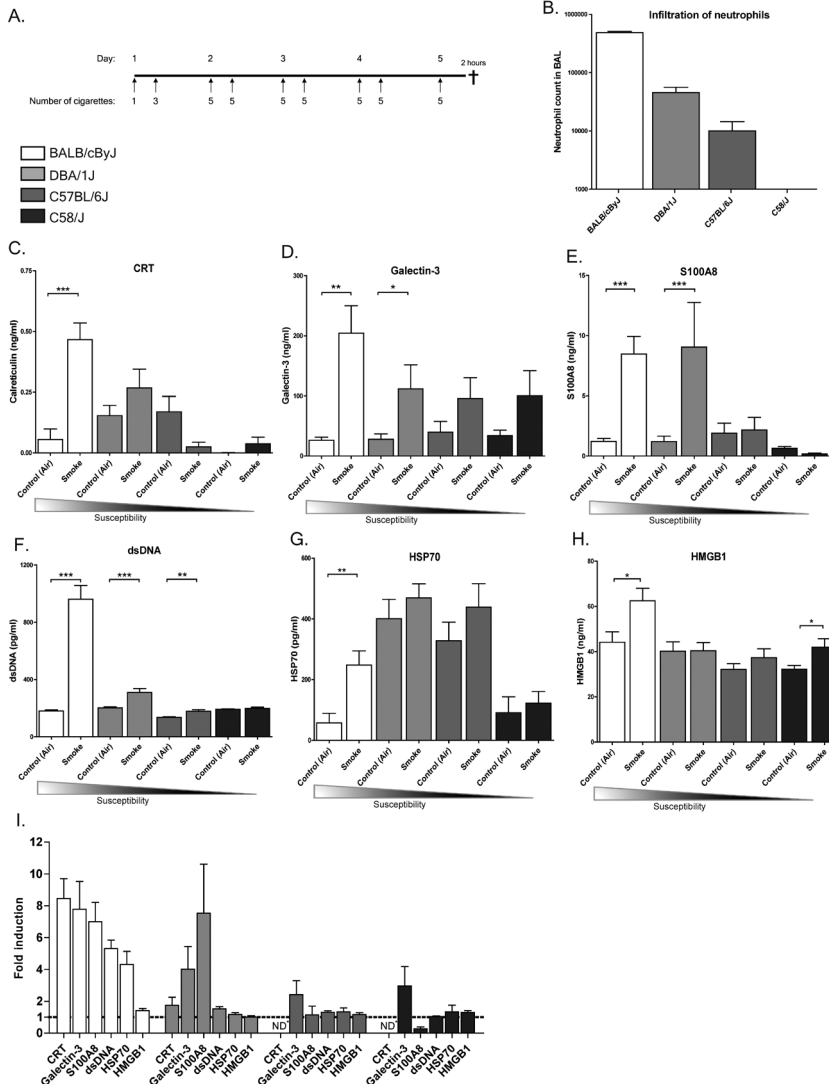 A.
Day: 1 2 3 4 5 2 hours
Number of cigarettes: 1 3 5 5 5 5 5 5 5
BALB/cByJ
DBA/1J
C57BL/6J
C58/J
B.
Infiltration of neutrophils
Neutrophil count in BAL
1000000
100000
10000
1000
BALB/cByJ DBA/1J C57BL/6J C58/J
C.
CRT
***
Calreticulin (ng/ml)
0.75
0.50
0.25
0.00
Control (Air) Smoke Control (Air) Smoke Control (Air) Smoke Control (Air) Smoke
Susceptibility
D.
Galectin-3
** *
Galectin-3 (ng/ml)
300
200
100
0
Control (Air) Smoke Control (Air) Smoke Control (Air) Smoke Control (Air) Smoke
Susceptibility
E.
S100A8
*** ***
S100A8 (ng/ml)
15
10
5
0
Control (Air) Smoke Control (Air) Smoke Control (Air) Smoke Control (Air) Smoke
Susceptibility
F.
dsDNA
*** *** **
dsDNA (pg/ml)
1200
800
400
200
0
Control (Air) Smoke Control (Air) Smoke Control (Air) Smoke Control (Air) Smoke
Susceptibility
G.
HSP70
**
HSP70 (pg/ml)
600
400
200
0
Control (Air) Smoke Control (Air) Smoke Control (Air) Smoke Control (Air) Smoke
Susceptibility
H.
HMGB1
* *
HMGB1 (ng/ml)
80
60
40
20
0
Control (Air) Smoke Control (Air) Smoke Control (Air) Smoke Control (Air) Smoke
Susceptibility
I.
Fold induction
12
10
8
6
4
2
1
0
ND ND
CRT Galectin-3 S100A8 dsDNA HSP70 HMGB1 CRT Galectin-3 S100A8 dsDNA HSP70 HMGB1 CRT Galectin-3 S100A8 dsDNA HSP70 HMGB1 CRT Galectin-3 S100A8 dsDNA HSP70 HMGB1